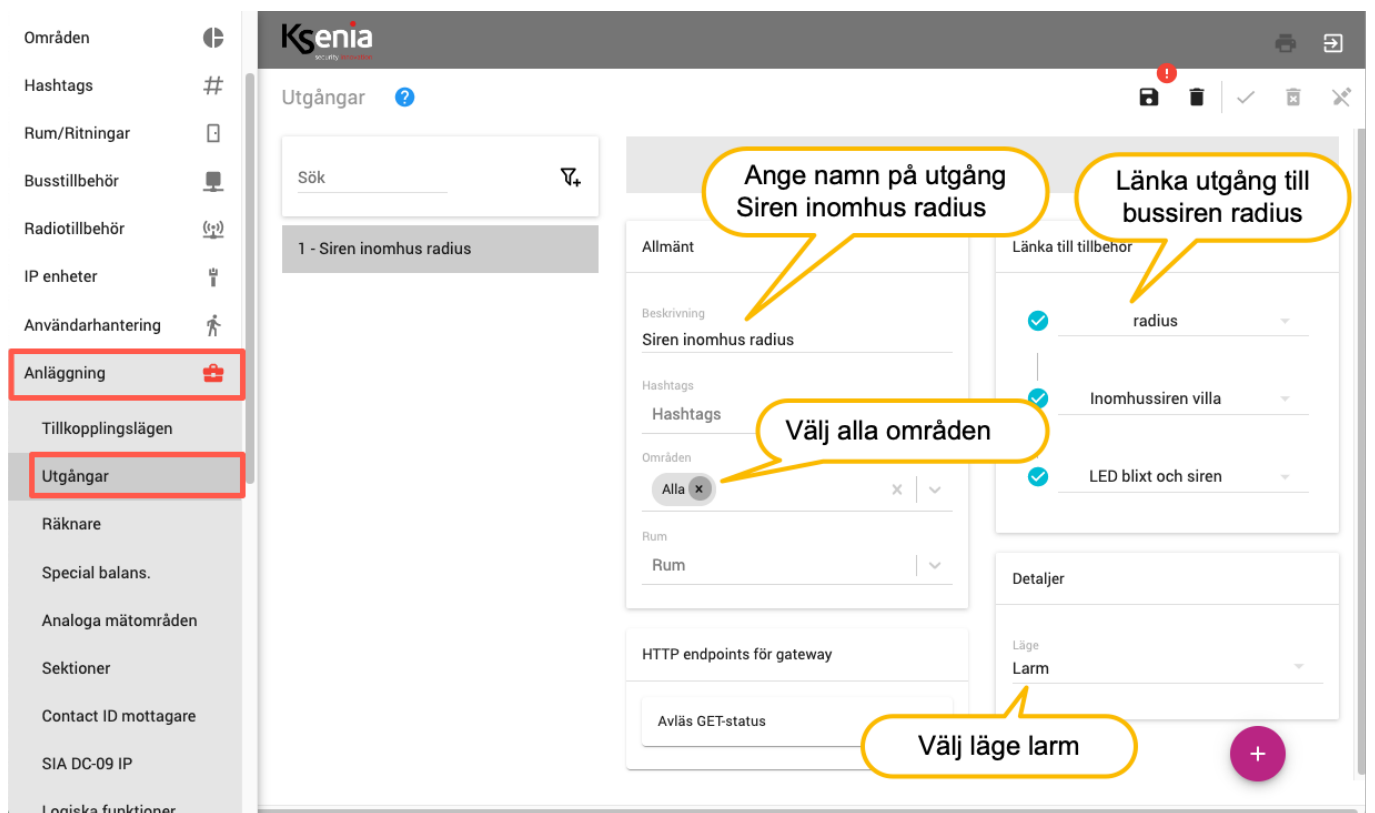 Områden
Hashtags
Rum/Ritningar
Busstillbehör
Radiotillbehör
IP enheter
Användarhantering
Anläggning
Tillkopplingslägen
Utgångar
Räknare
Special balans.
Analoga mätområden
Sektioner
Contact ID mottagare
SIA DC-09 IP
Logiska funktioner
Ksenia
security innovation
Utgångar
?
!
Sök
1 - Siren inomhus radius
Ange namn på utgång
Siren inomhus radius
Länka utgång till
bussiren radius
Allmänt
Beskrivning
Siren inomhus radius
Hashtags
Hashtags
Välj alla områden
Områden
Alla
Rum
Rum
HTTP endpoints för gateway
Avläs GET-status
Länka till tillbehör
radius
Inomhussiren villa
LED blixt och siren
Detaljer
Läge
Larm
Välj läge larm
+